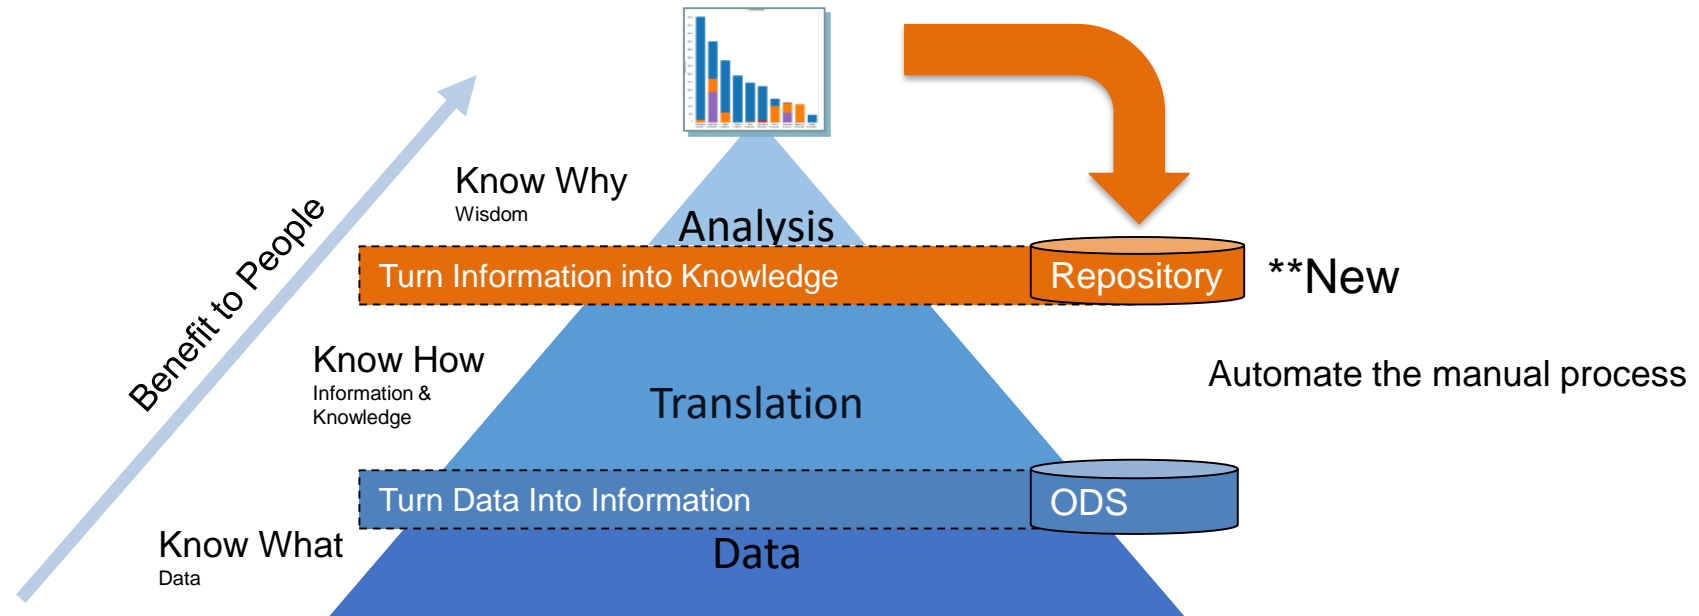 Know Why
Wisdom
Analysis
Turn Information into Knowledge
Repository
**New
Benefit to People
Know How
Information &
Knowledge
Translation
Automate the manual process
Turn Data Into Information
ODS
Know What
Data
Data